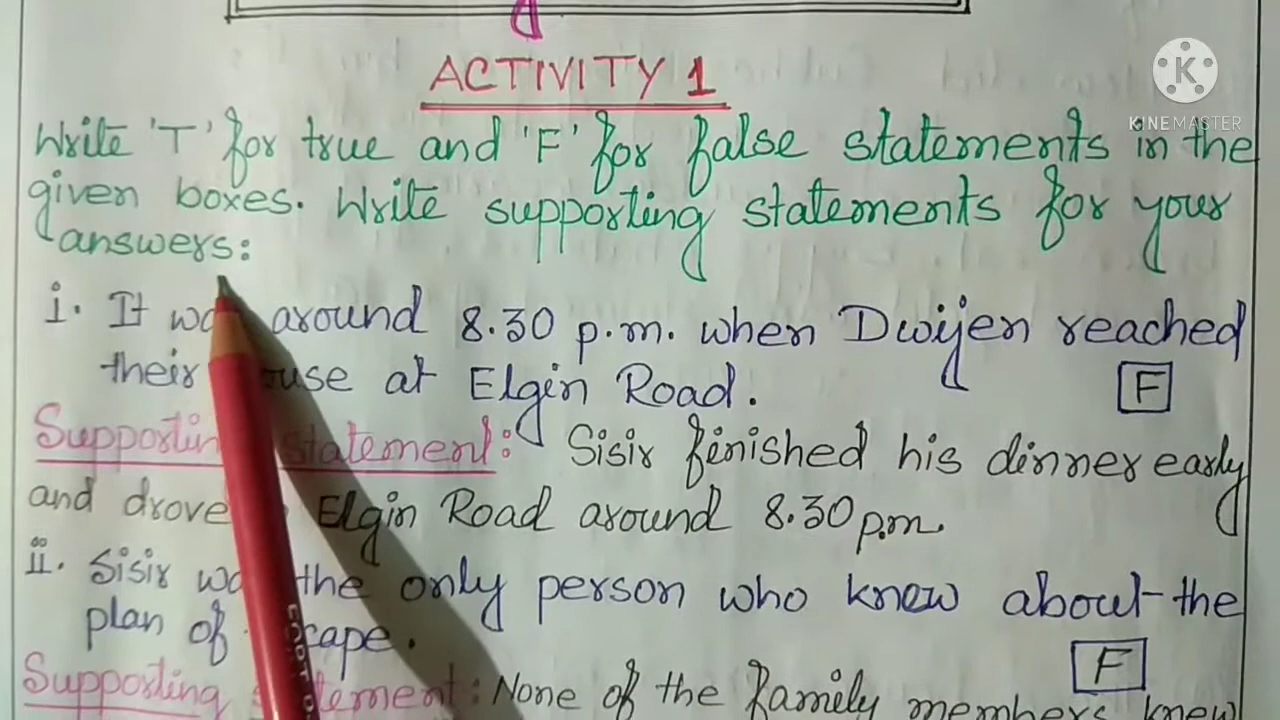 K
KINEMASTER
ACTIVITY 1
Write 'T' for true and 'F' for false statements in the
given boxes. Write supporting statements for your
answers:
i. It around 8.30 p.m. when Dwijen reached
their at Elgin Road.
F
Supporting statement: Sisir finished his dinner early
and drove Elgin Road around 8.30 p.m.
ii. Sisir the only person who knew about the
plan of
F
Supporting statement: None of the family members knew